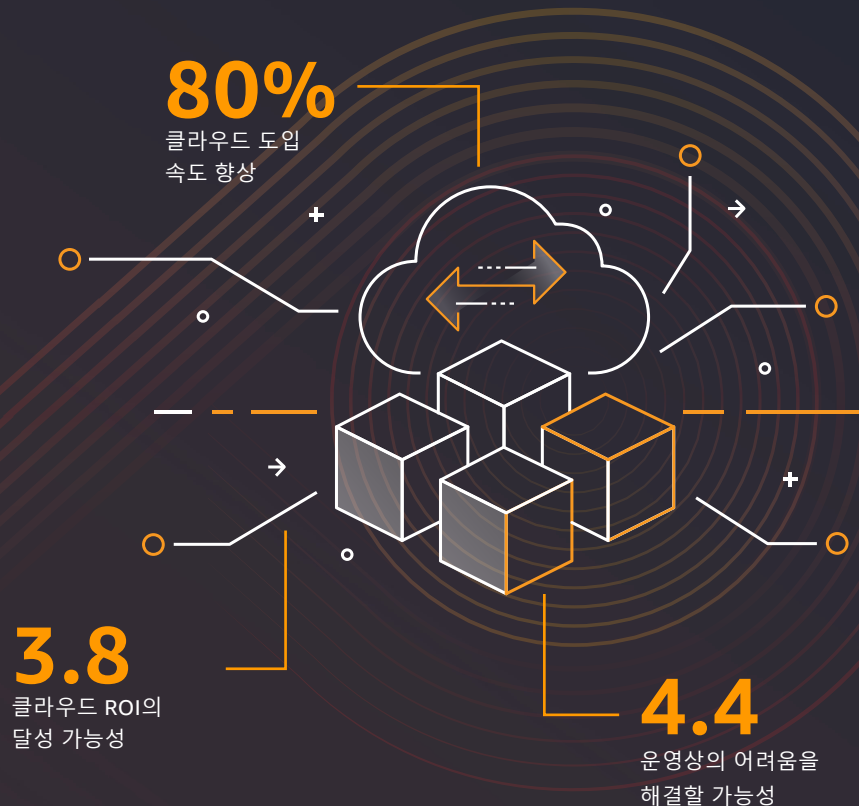 80%
클라우드 도입
속도 향상
3.8
클라우드 ROI의
달성 가능성
4.4
운영상의 어려움을
해결할 가능성